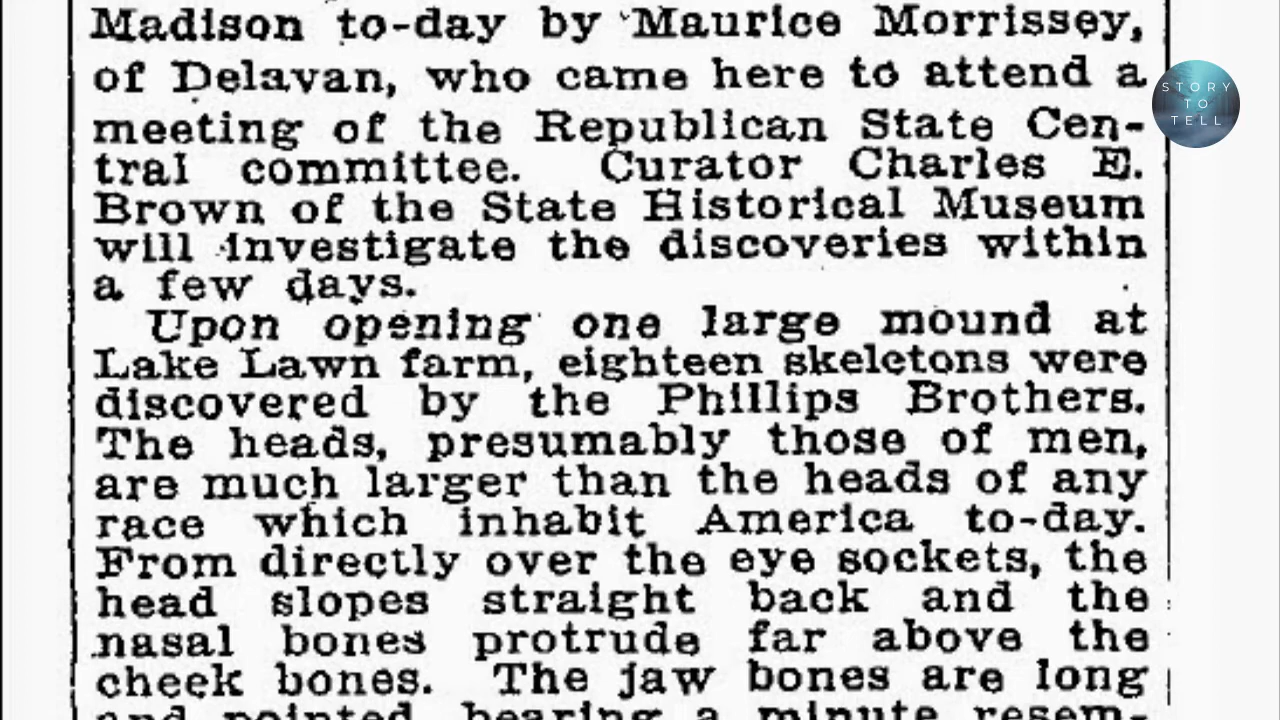 Madison to-day by Maurice Morrissey,
of Delavan, who came here to attend a
meeting of the Republican State Cen-
tral committee. Curator Charles E.
Brown of the State Historical Museum
will investigate the discoveries within
a few days.
Upon opening one large mound at
Lake Lawn farm, eighteen skeletons were
discovered by the Phillips Brothers.
The heads, presumably those of men,
are much larger than the heads of any
race which inhabit America to-day.
From directly over the eye sockets, the
head slopes straight back and the
nasal bones protrude far above the
cheek bones. The jaw bones are long
and pointed, bearing a minute resem-
STORY
TO
TELL